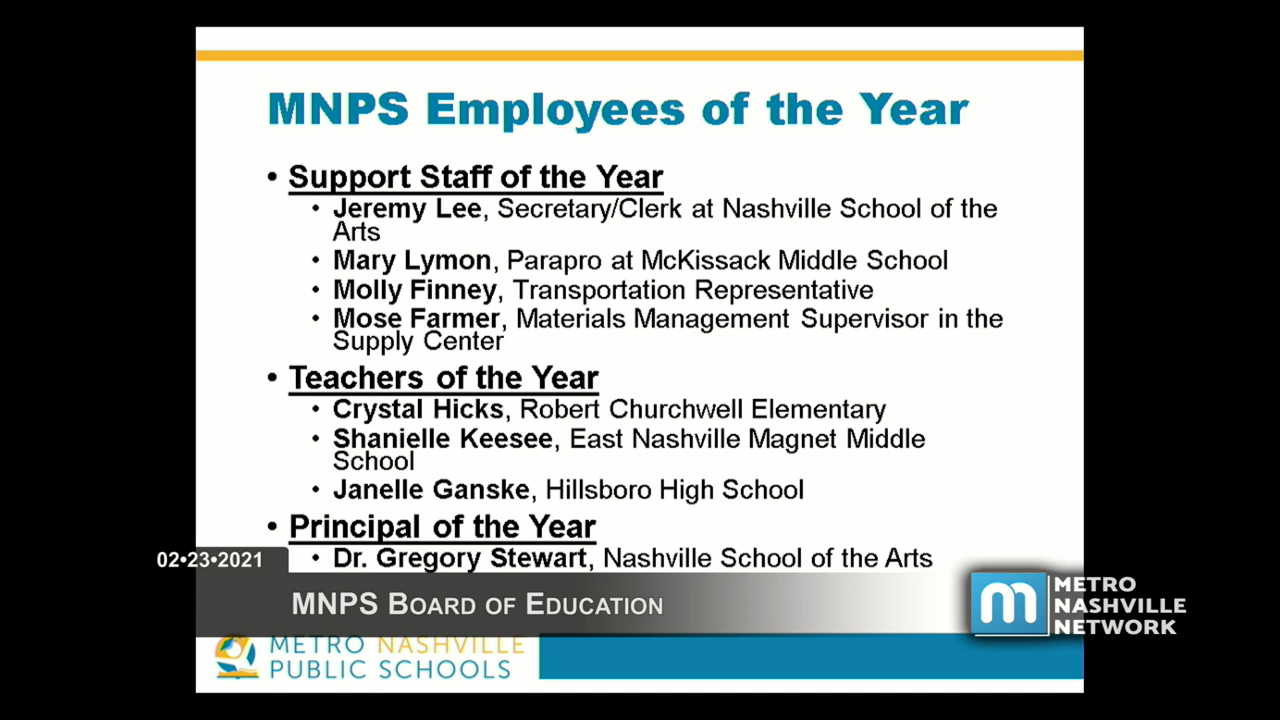 MNPS Employees of the Year
• Support Staff of the Year
• Jeremy Lee, Secretary/Clerk at Nashville School of the
Arts
• Mary Lymon, Parapro at McKissack Middle School
• Molly Finney, Transportation Representative
• Mose Farmer, Materials Management Supervisor in the
Supply Center
• Teachers of the Year
• Crystal Hicks, Robert Churchwell Elementary
• Shanielle Keesee, East Nashville Magnet Middle
School
• Janelle Ganske, Hillsboro High School
• Principal of the Year
• Dr. Gregory Stewart, Nashville School of the Arts
02•23•2021
MNPS BOARD OF EDUCATION
m METRO
NASHVILLE
NETWORK
METRO NASHVILLE
PUBLIC SCHOOLS